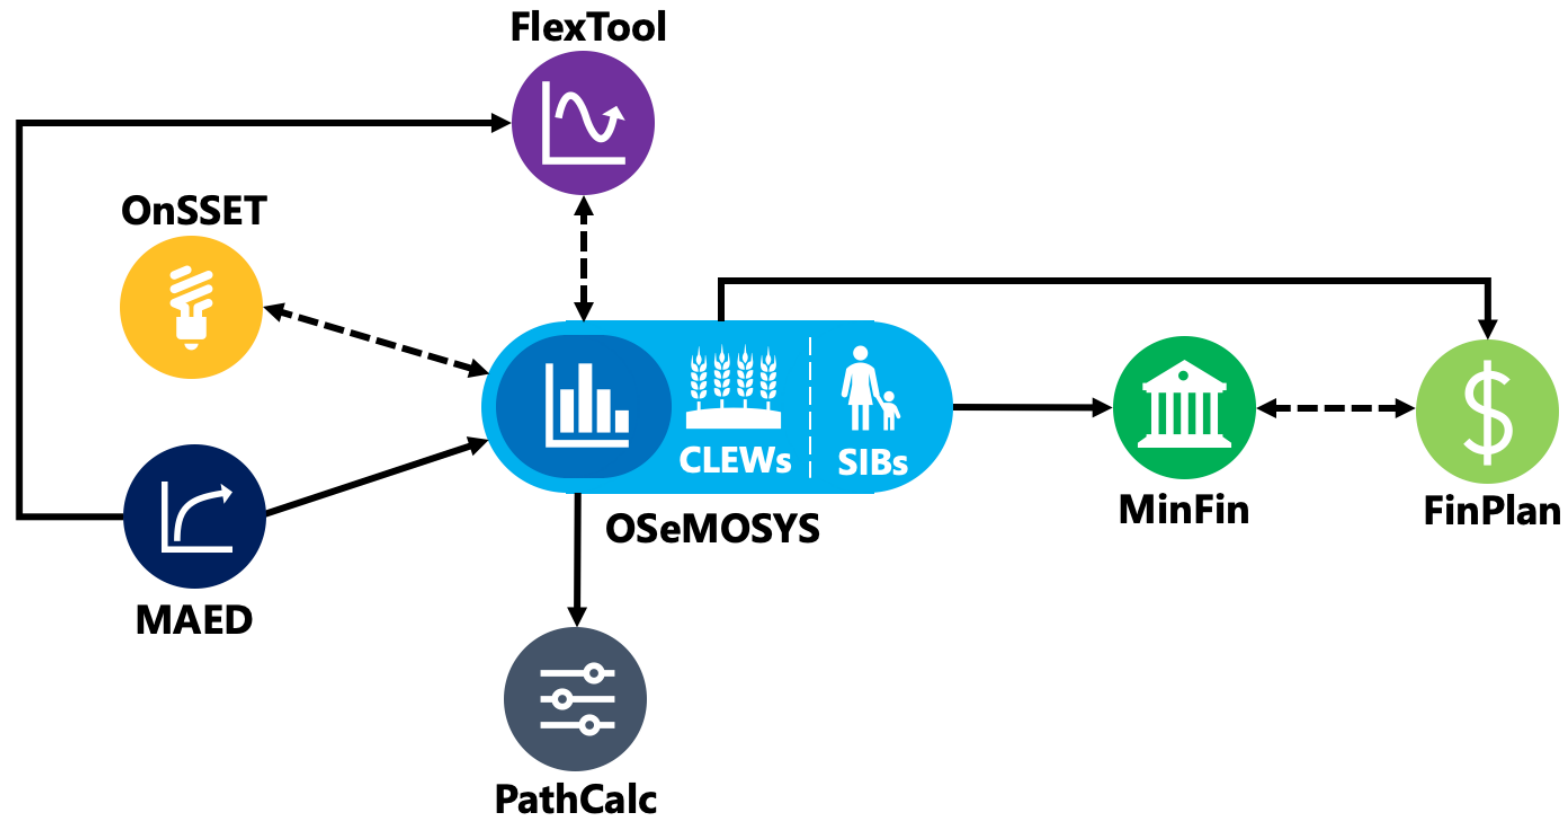 FlexTool
OnSSET
CLEWs
SIBs
MinFin
FinPlan
OSeMOSYS
MAED
PathCalc